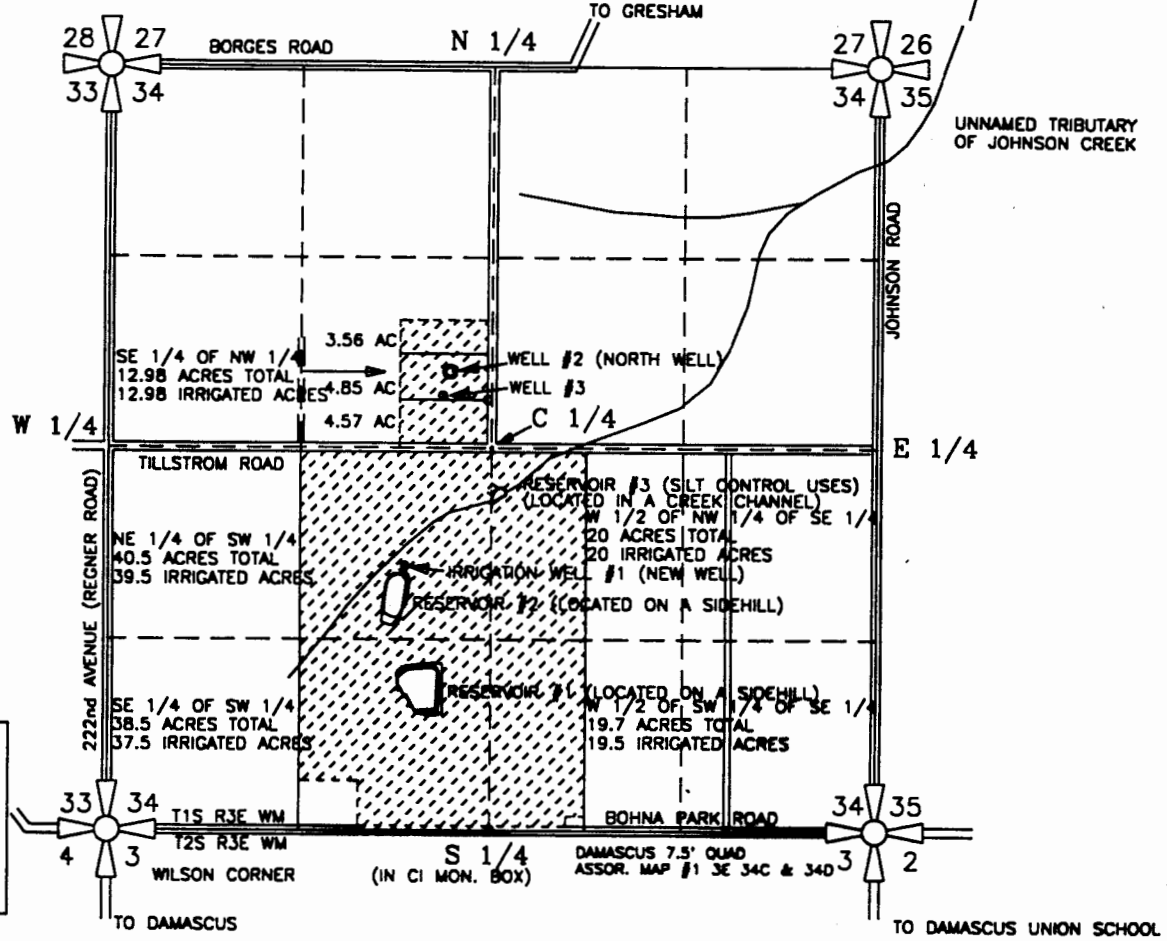 TO GRESHAM
28 27
BORGES ROAD
N 1/4
27 26
33 34
34 35
UNNAMED TRIBUTARY
OF JOHNSON CREEK
JOHNSON ROAD
3.56 AC
SE 1/4 OF NW 1/4
12.98 ACRES TOTAL
12.98 IRRIGATED ACRES
4.85 AC
4.57 AC
WELL #2 (NORTH WELL)
WELL #3
W 1/4
C 1/4
E 1/4
TILLSTROM ROAD
222nd AVENUE (REGNER ROAD)
RESERVOIR #3 (SILT CONTROL USES)
(LOCATED IN A CREEK CHANNEL)
W 1/2 OF NW 1/4 OF SE 1/4
20 ACRES TOTAL
20 IRRIGATED ACRES
NE 1/4 OF SW 1/4
40.5 ACRES TOTAL
39.5 IRRIGATED ACRES
IRRIGATION WELL #1 (NEW WELL)
RESERVOIR #2 (LOCATED ON A SIDEHILL)
RESERVOIR #1 (LOCATED ON A SIDEHILL)
SE 1/4 OF SW 1/4
38.5 ACRES TOTAL
37.5 IRRIGATED ACRES
W 1/2 OF SW 1/4 OF SE 1/4
19.7 ACRES TOTAL
19.5 IRRIGATED ACRES
33 34
T1S R3E WM
BOHNA PARK ROAD
34 35
4 3
T2S R3E WM
S 1/4
3 2
WILSON CORNER
(IN CI MON. BOX)
DAMASCUS 7.5' QUAD
ASSOR. MAP #1 3E 34C & 34D
TO DAMASCUS
TO DAMASCUS UNION SCHOOL